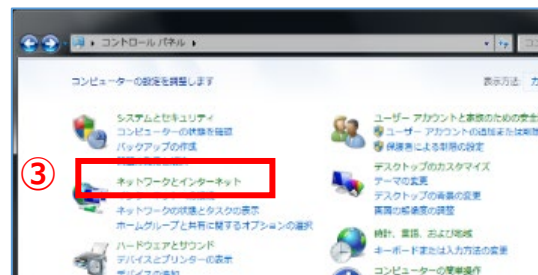 コントロール パネル
コンピューターの設定を調整します
表示方法:
システムとセキュリティ
コンピューターの状態を確認
バックアップの作成
③
ネットワークとインターネット
ネットワークの状態とタスクの表示
ホームグループと共有に関するオプションの選択
ハードウェアとサウンド
デバイスとプリンターの表示
デバイスの追加
ユーザー アカウントと家族のための安全
ユーザー アカウントの追加または削除
保護者による制限の設定
デスクトップのカスタマイズ
テーマの変更
デスクトップの背景の変更
画面の解像度の調整
時計、言語、および地域
キーボードまたは入力方法の変更
コンピューターの簡単操作